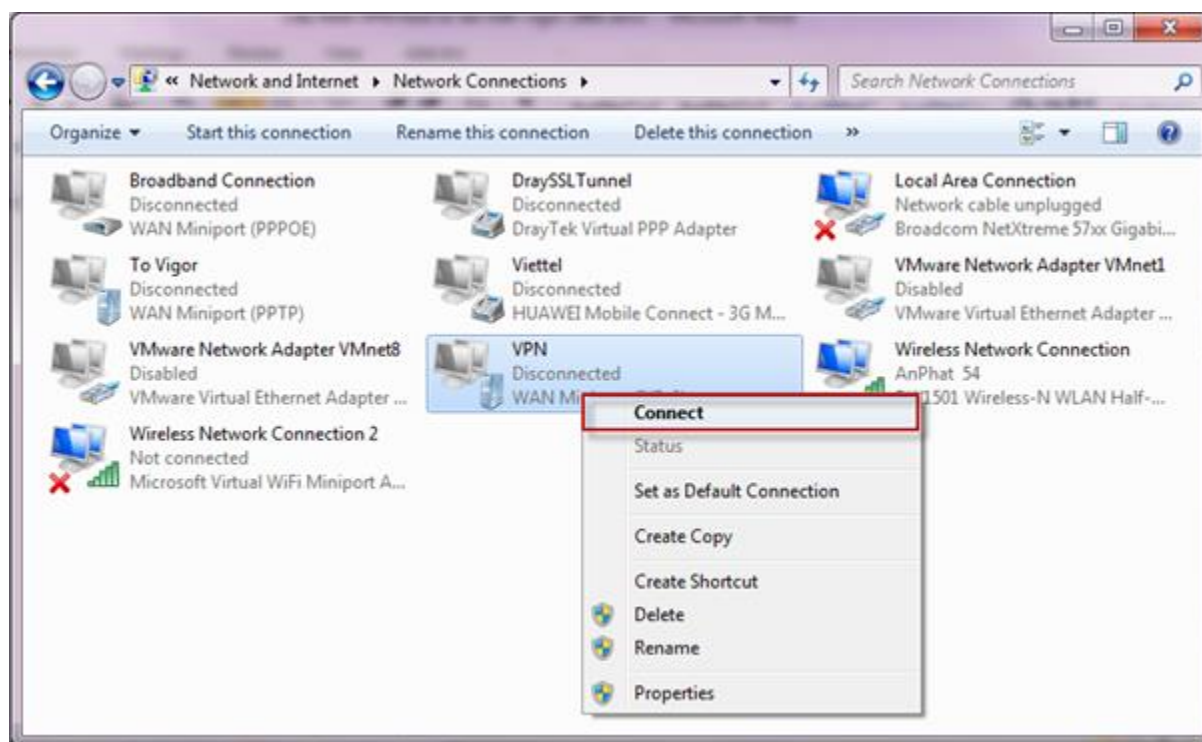 « Network and Internet ▸ Network Connections ▸
Search Network Connections
Organize ▾ Start this connection Rename this connection Delete this connection »
Broadband Connection
Disconnected
WAN Miniport (PPPOE)
DraySSLTunnel
Disconnected
DrayTek Virtual PPP Adapter
Local Area Connection
Network cable unplugged
Broadcom NetXtreme 57xx Gigabi...
To Vigor
Disconnected
WAN Miniport (PPTP)
Viettel
Disconnected
HUAWEI Mobile Connect - 3G M...
VMware Network Adapter VMnet1
Disabled
VMware Virtual Ethernet Adapter ...
VMware Network Adapter VMnet8
Disabled
VMware Virtual Ethernet Adapter ...
VPN
Disconnected
WAN
Wireless Network Connection
AnPhat 54
1501 Wireless-N WLAN Half-...
Wireless Network Connection 2
Not connected
Microsoft Virtual WiFi Miniport A...
Connect
Status
Set as Default Connection
Create Copy
Create Shortcut
Delete
Rename
Properties